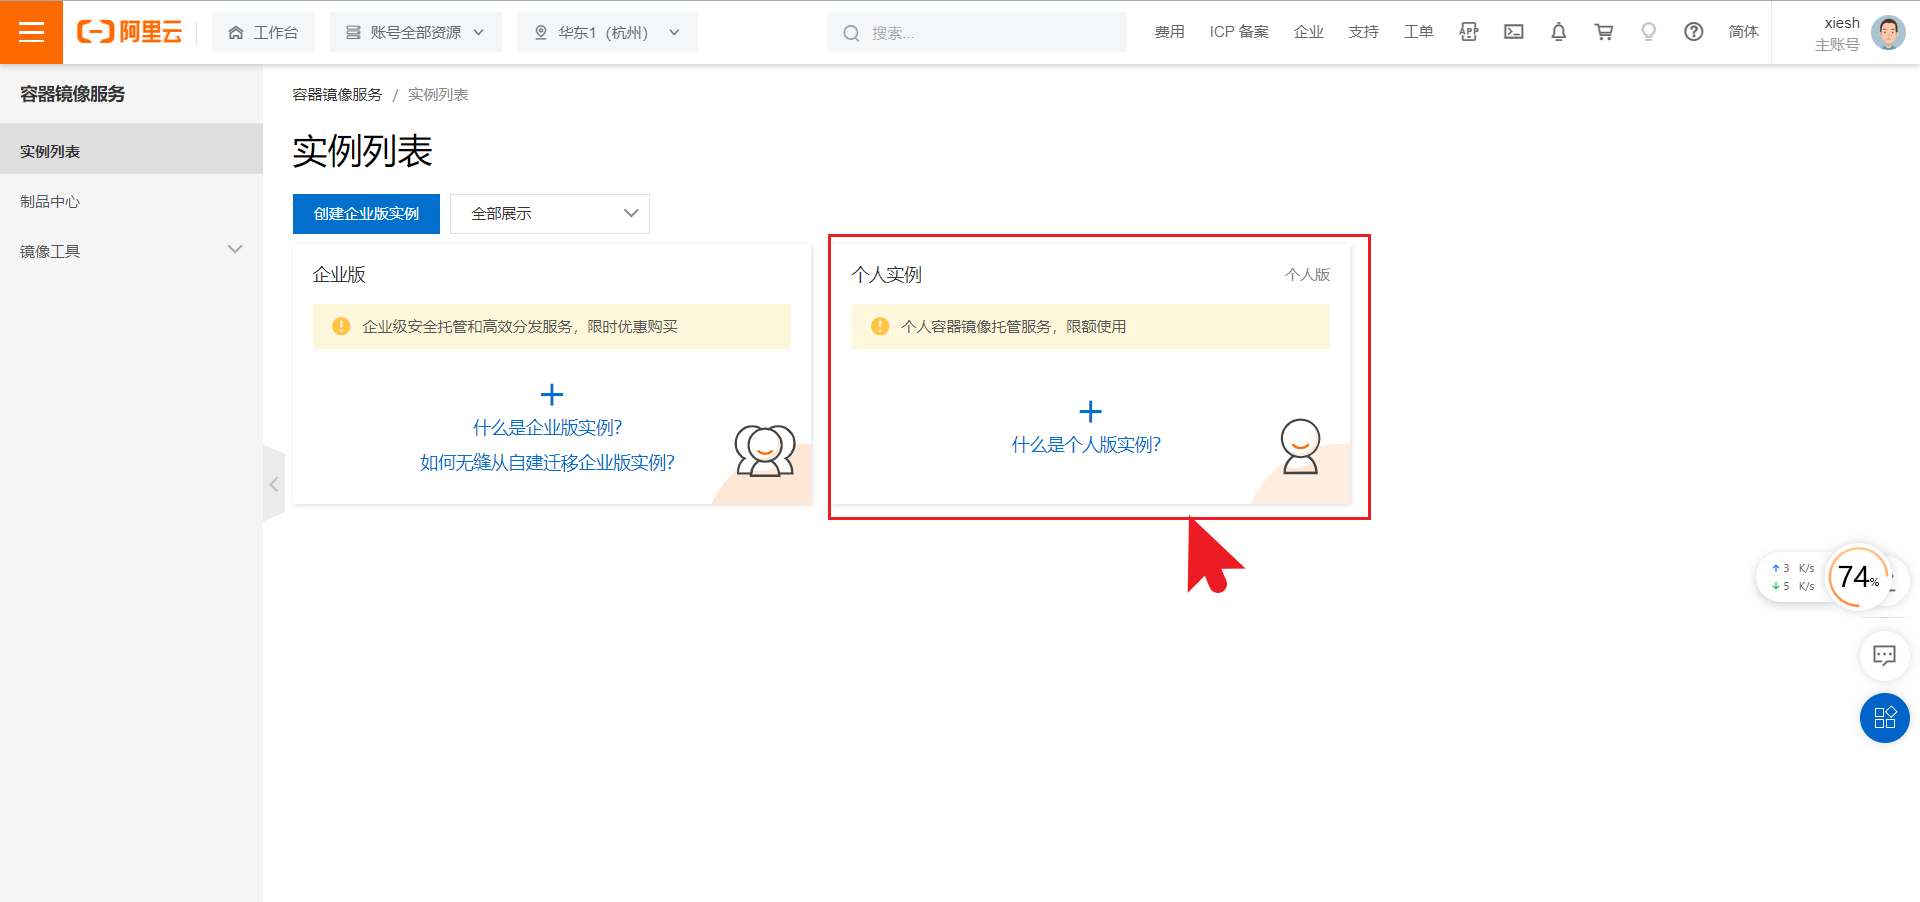 阿里云
工作台
账号全部资源
华东1（杭州）
搜索...
费用
ICP 备案
企业
支持
工单
APP
简体
xiesh
主账号
容器镜像服务
实例列表
制品中心
镜像工具
容器镜像服务 / 实例列表
实例列表
创建企业版实例
全部展示
企业版
企业级安全托管和高效分发服务，限时优惠购买
什么是企业版实例?
如何无缝从自建迁移企业版实例?
个人实例
个人版
个人容器镜像托管服务，限额使用
什么是个人版实例?
↑ 3 K/s
↓ 5 K/s
74%